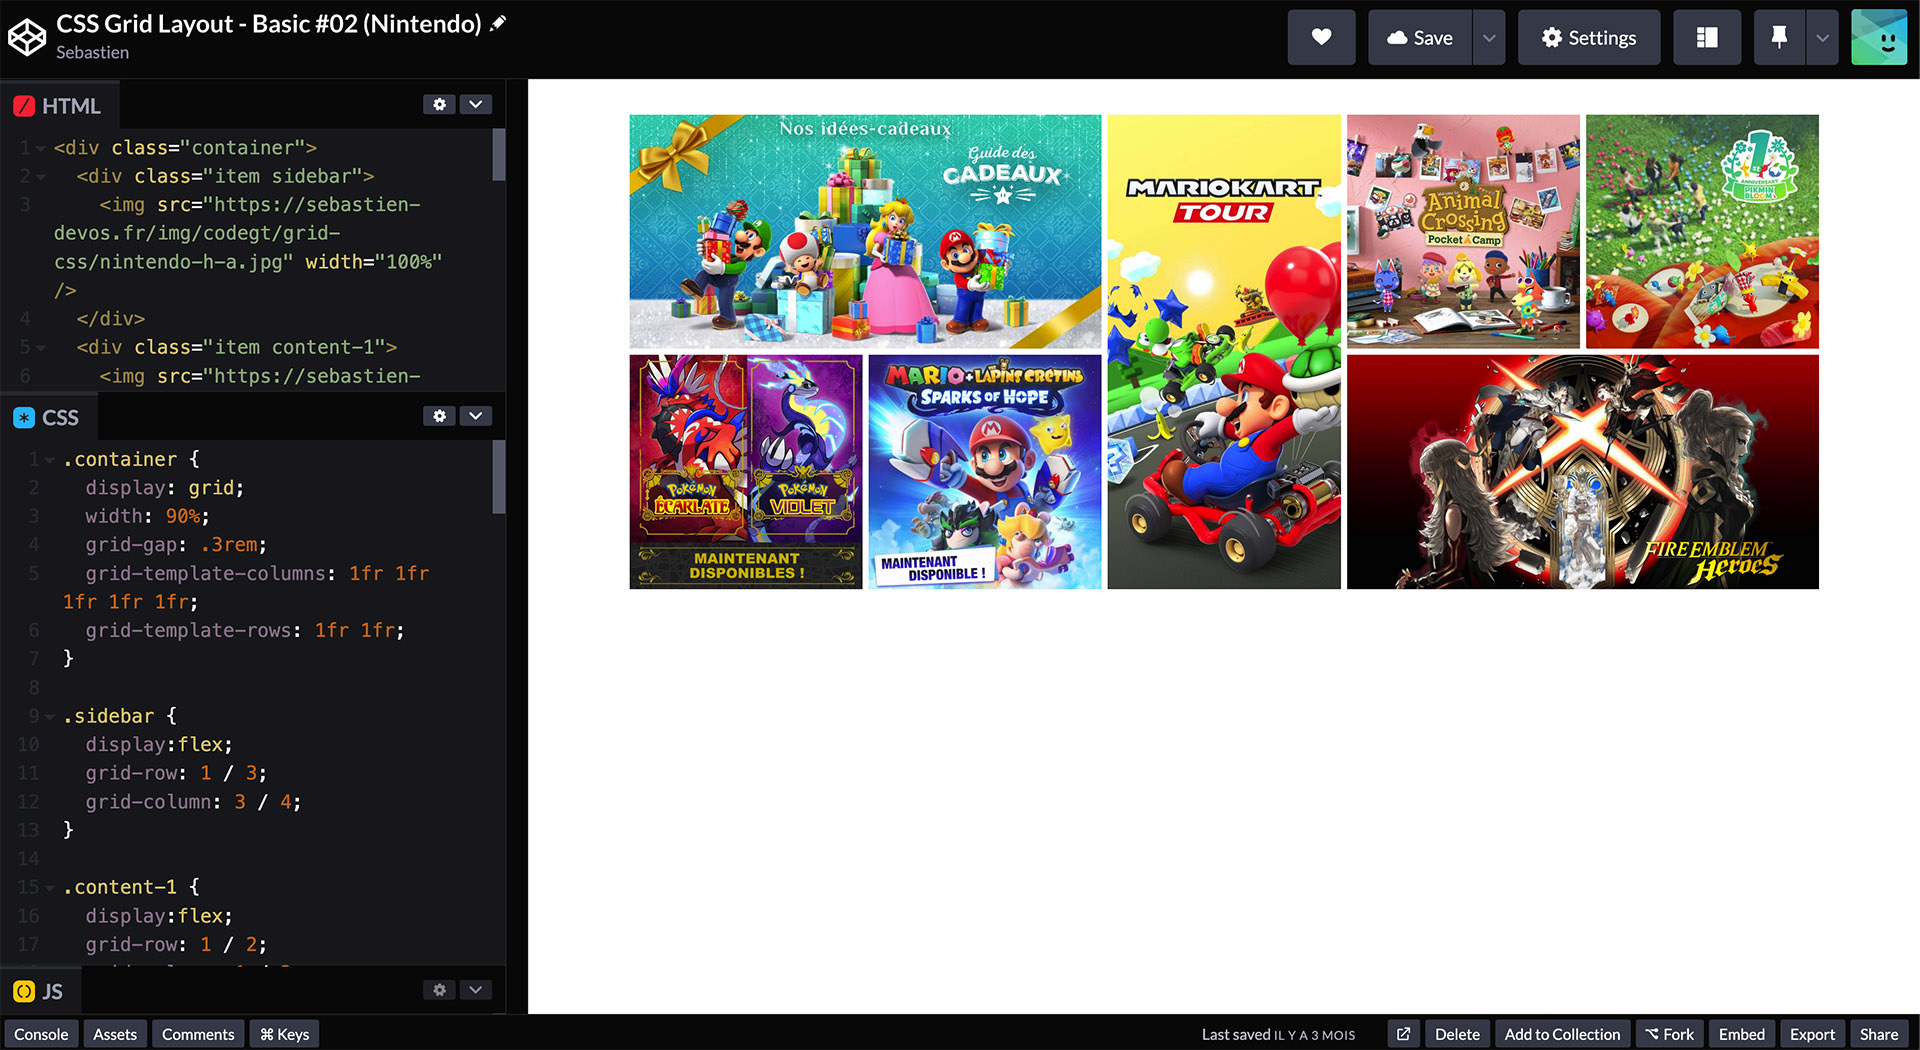 CSS Grid Layout - Basic #02 (Nintendo)
Sebastien
Save
Settings
HTML
1 <div class="container">
2 <div class="item sidebar">
3 <img src="https://sebastien-
devos.fr/img/codegt/grid-
css/nintendo-h-a.jpg" width="100%"
/>
4 </div>
5 <div class="item content-1">
6 <img src="https://sebastien-
CSS
1 .container {
2 display: grid;
3 width: 90%;
4 grid-gap: .3rem;
5 grid-template-columns: 1fr 1fr
1fr 1fr 1fr;
6 grid-template-rows: 1fr 1fr;
7 }
8
9 .sidebar {
10 display:flex;
11 grid-row: 1 / 3;
12 grid-column: 3 / 4;
13 }
14
15 .content-1 {
16 display:flex;
17 grid-row: 1 / 2;
JS
Nos idées-cadeaux
Guide des
CADEAUX
MARIOKART
TOUR
Animal
Crossing
Pocket Camp
1
ANNIVERSARY
PIKMIN
BLOOM
Pokémon
ÉCARLATE
Pokémon
VIOLET
MAINTENANT
DISPONIBLES !
MARIO + LAPINS CRETINS
SPARKS OF HOPE
MAINTENANT
DISPONIBLE !
FIRE EMBLEM
Heroes
Console
Assets
Comments
⌘ Keys
Last saved IL Y A 3 MOIS
Delete
Add to Collection
Fork
Embed
Export
Share